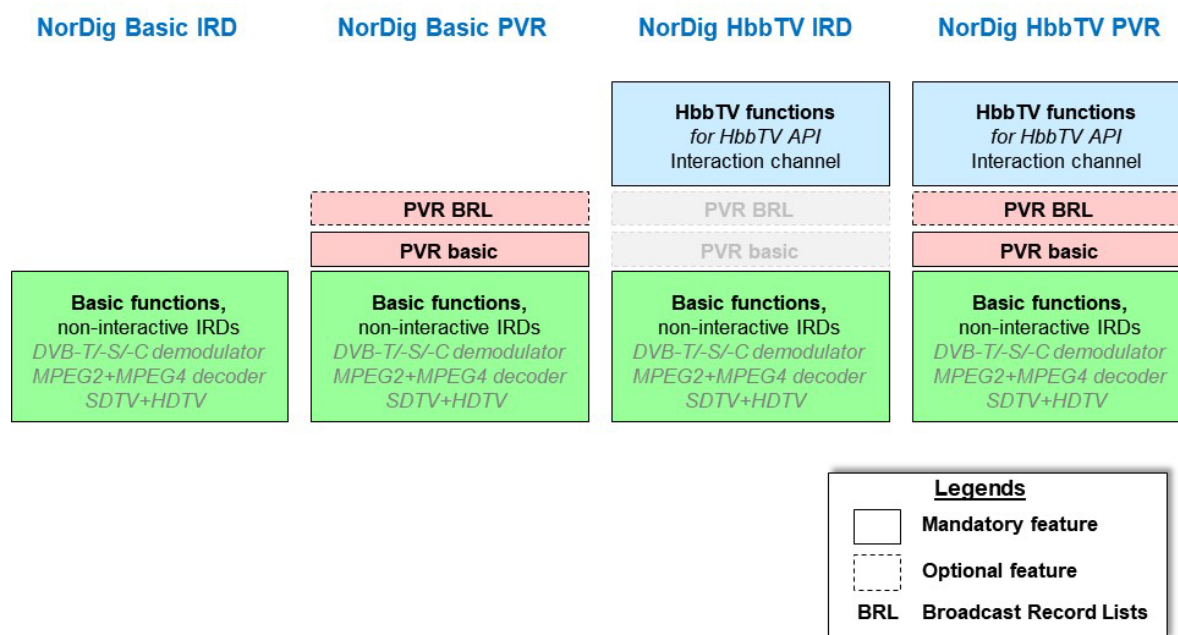 NorDig Basic IRD
NorDig Basic PVR
NorDig HbbTV IRD
NorDig HbbTV PVR
HbbTV functions
for HbbTV API
Interaction channel
HbbTV functions
for HbbTV API
Interaction channel
PVR BRL
PVR BRL
PVR BRL
PVR basic
PVR basic
PVR basic
Basic functions,
non-interactive IRDs
DVB-T/-S/-C demodulator
MPEG2+MPEG4 decoder
SDTV+HDTV
Basic functions,
non-interactive IRDs
DVB-T/-S/-C demodulator
MPEG2+MPEG4 decoder
SDTV+HDTV
Basic functions,
non-interactive IRDs
DVB-T/-S/-C demodulator
MPEG2+MPEG4 decoder
SDTV+HDTV
Basic functions,
non-interactive IRDs
DVB-T/-S/-C demodulator
MPEG2+MPEG4 decoder
SDTV+HDTV
Legends
Mandatory feature
Optional feature
BRL Broadcast Record Lists